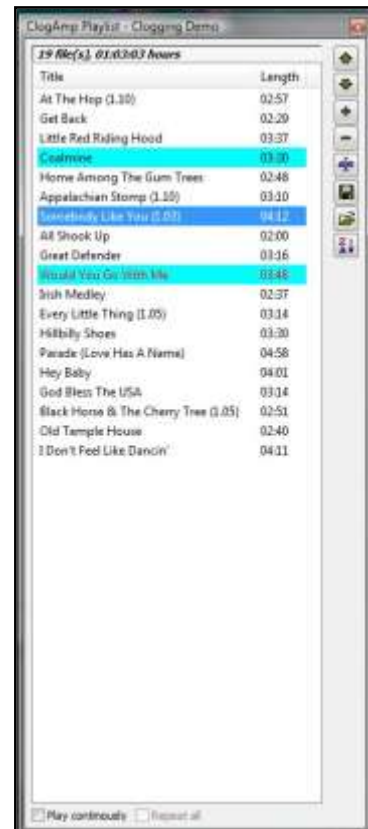 ClogAmp Playlist - Clogging Demo
19 file[s], 01:03:03 hours
Title Length
At The Hop (1.10) 02:57
Get Back 02:29
Little Red Riding Hood 03:37
Coalmine 03:30
Home Among The Gum Trees 02:48
Appalachian Stomp (1.10) 03:10
Somebody Like You (1.03) 04:12
All Shook Up 02:00
Great Defender 03:16
Would You Go With Me 03:48
Irish Medley 02:37
Every Little Thing (1.05) 03:14
Hillbilly Shoes 03:30
Parade (Love Has A Name) 04:58
Hey Baby 04:01
God Bless The USA 03:14
Black Horse & The Cherry Tree (1.05) 02:51
Old Temple House 02:40
I Don't Feel Like Dancin' 04:11
Play continously Repeat all